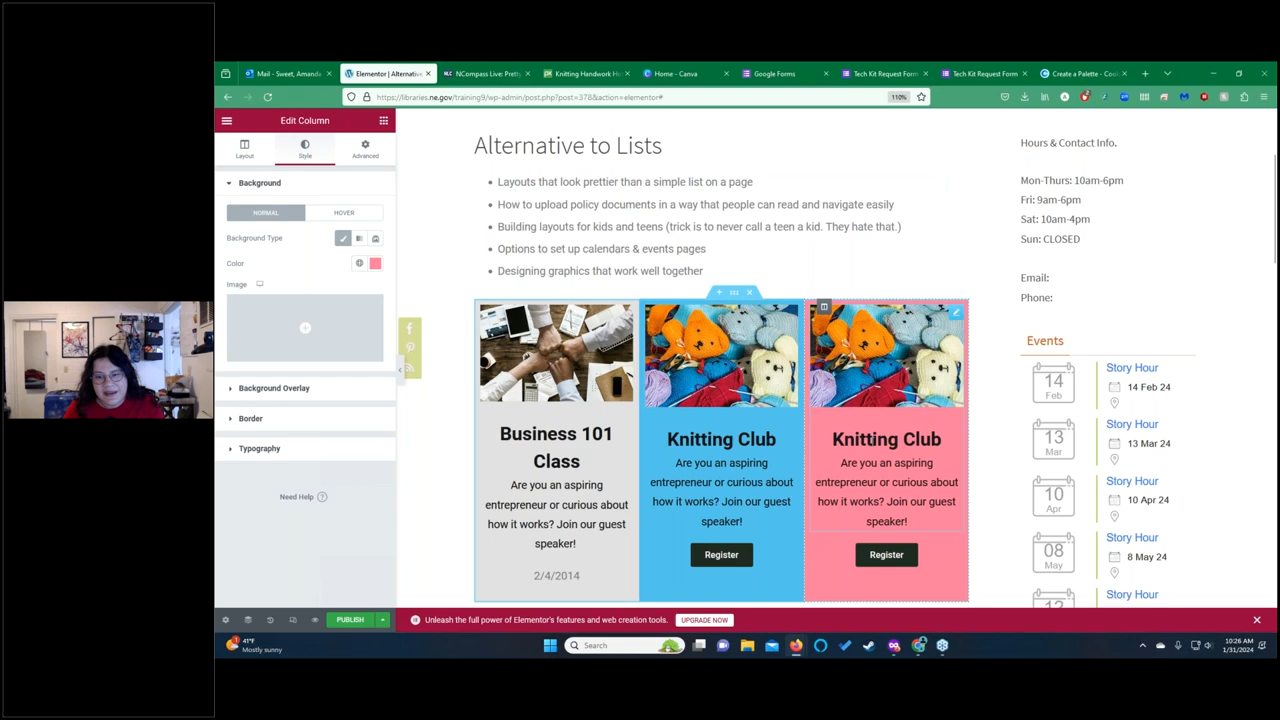 Mail - Sweet, Amanda
Elementor | Alternativ
NCompass Live: Prett
Knitting Handwork H
Home - Canva
Google Forms
Tech Kit Request Form
Tech Kit Request Form
Create a Palette - Coo
https://libraries.ne.gov/training9/wp-admin/post.php?post=378&action=elementor#
110%
Edit Column
Layout
Style
Advanced
Background
NORMAL
HOVER
Background Type
Color
Image
Background Overlay
Border
Typography
Need Help
PUBLISH
Alternative to Lists
Layouts that look prettier than a simple list on a page
How to upload policy documents in a way that people can read and navigate easily
Building layouts for kids and teens (trick is to never call a teen a kid. They hate that.)
Options to set up calendars & events pages
Designing graphics that work well together
Business 101
Class
Are you an aspiring
entrepreneur or curious about
how it works? Join our guest
speaker!
2/4/2014
Knitting Club
Are you an aspiring
entrepreneur or curious about
how it works? Join our guest
speaker!
Register
Knitting Club
Are you an aspiring
entrepreneur or curious about
how it works? Join our guest
speaker!
Register
Hours & Contact Info.
Mon-Thurs: 10am-6pm
Fri: 9am-6pm
Sat: 10am-4pm
Sun: CLOSED
Email:
Phone:
Events
14
Feb
Story Hour
14 Feb 24
13
Mar
Story Hour
13 Mar 24
10
Apr
Story Hour
10 Apr 24
08
May
Story Hour
8 May 24
Story Hour
Unleash the full power of Elementor's features and web creation tools.
UPGRADE NOW
41°F
Mostly sunny
Search
10:26 AM
1/31/2024